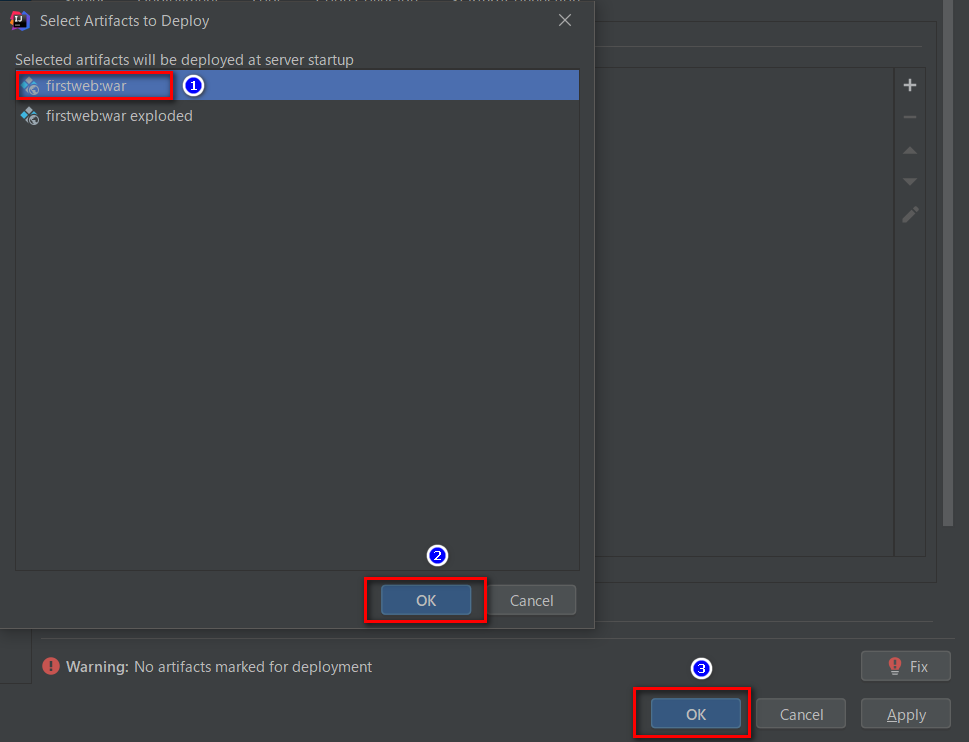 Select Artifacts to Deploy
Selected artifacts will be deployed at server startup
firstweb:war
1
firstweb:war exploded
2
OK
Cancel
Warning: No artifacts marked for deployment
Fix
3
OK
Cancel
Apply